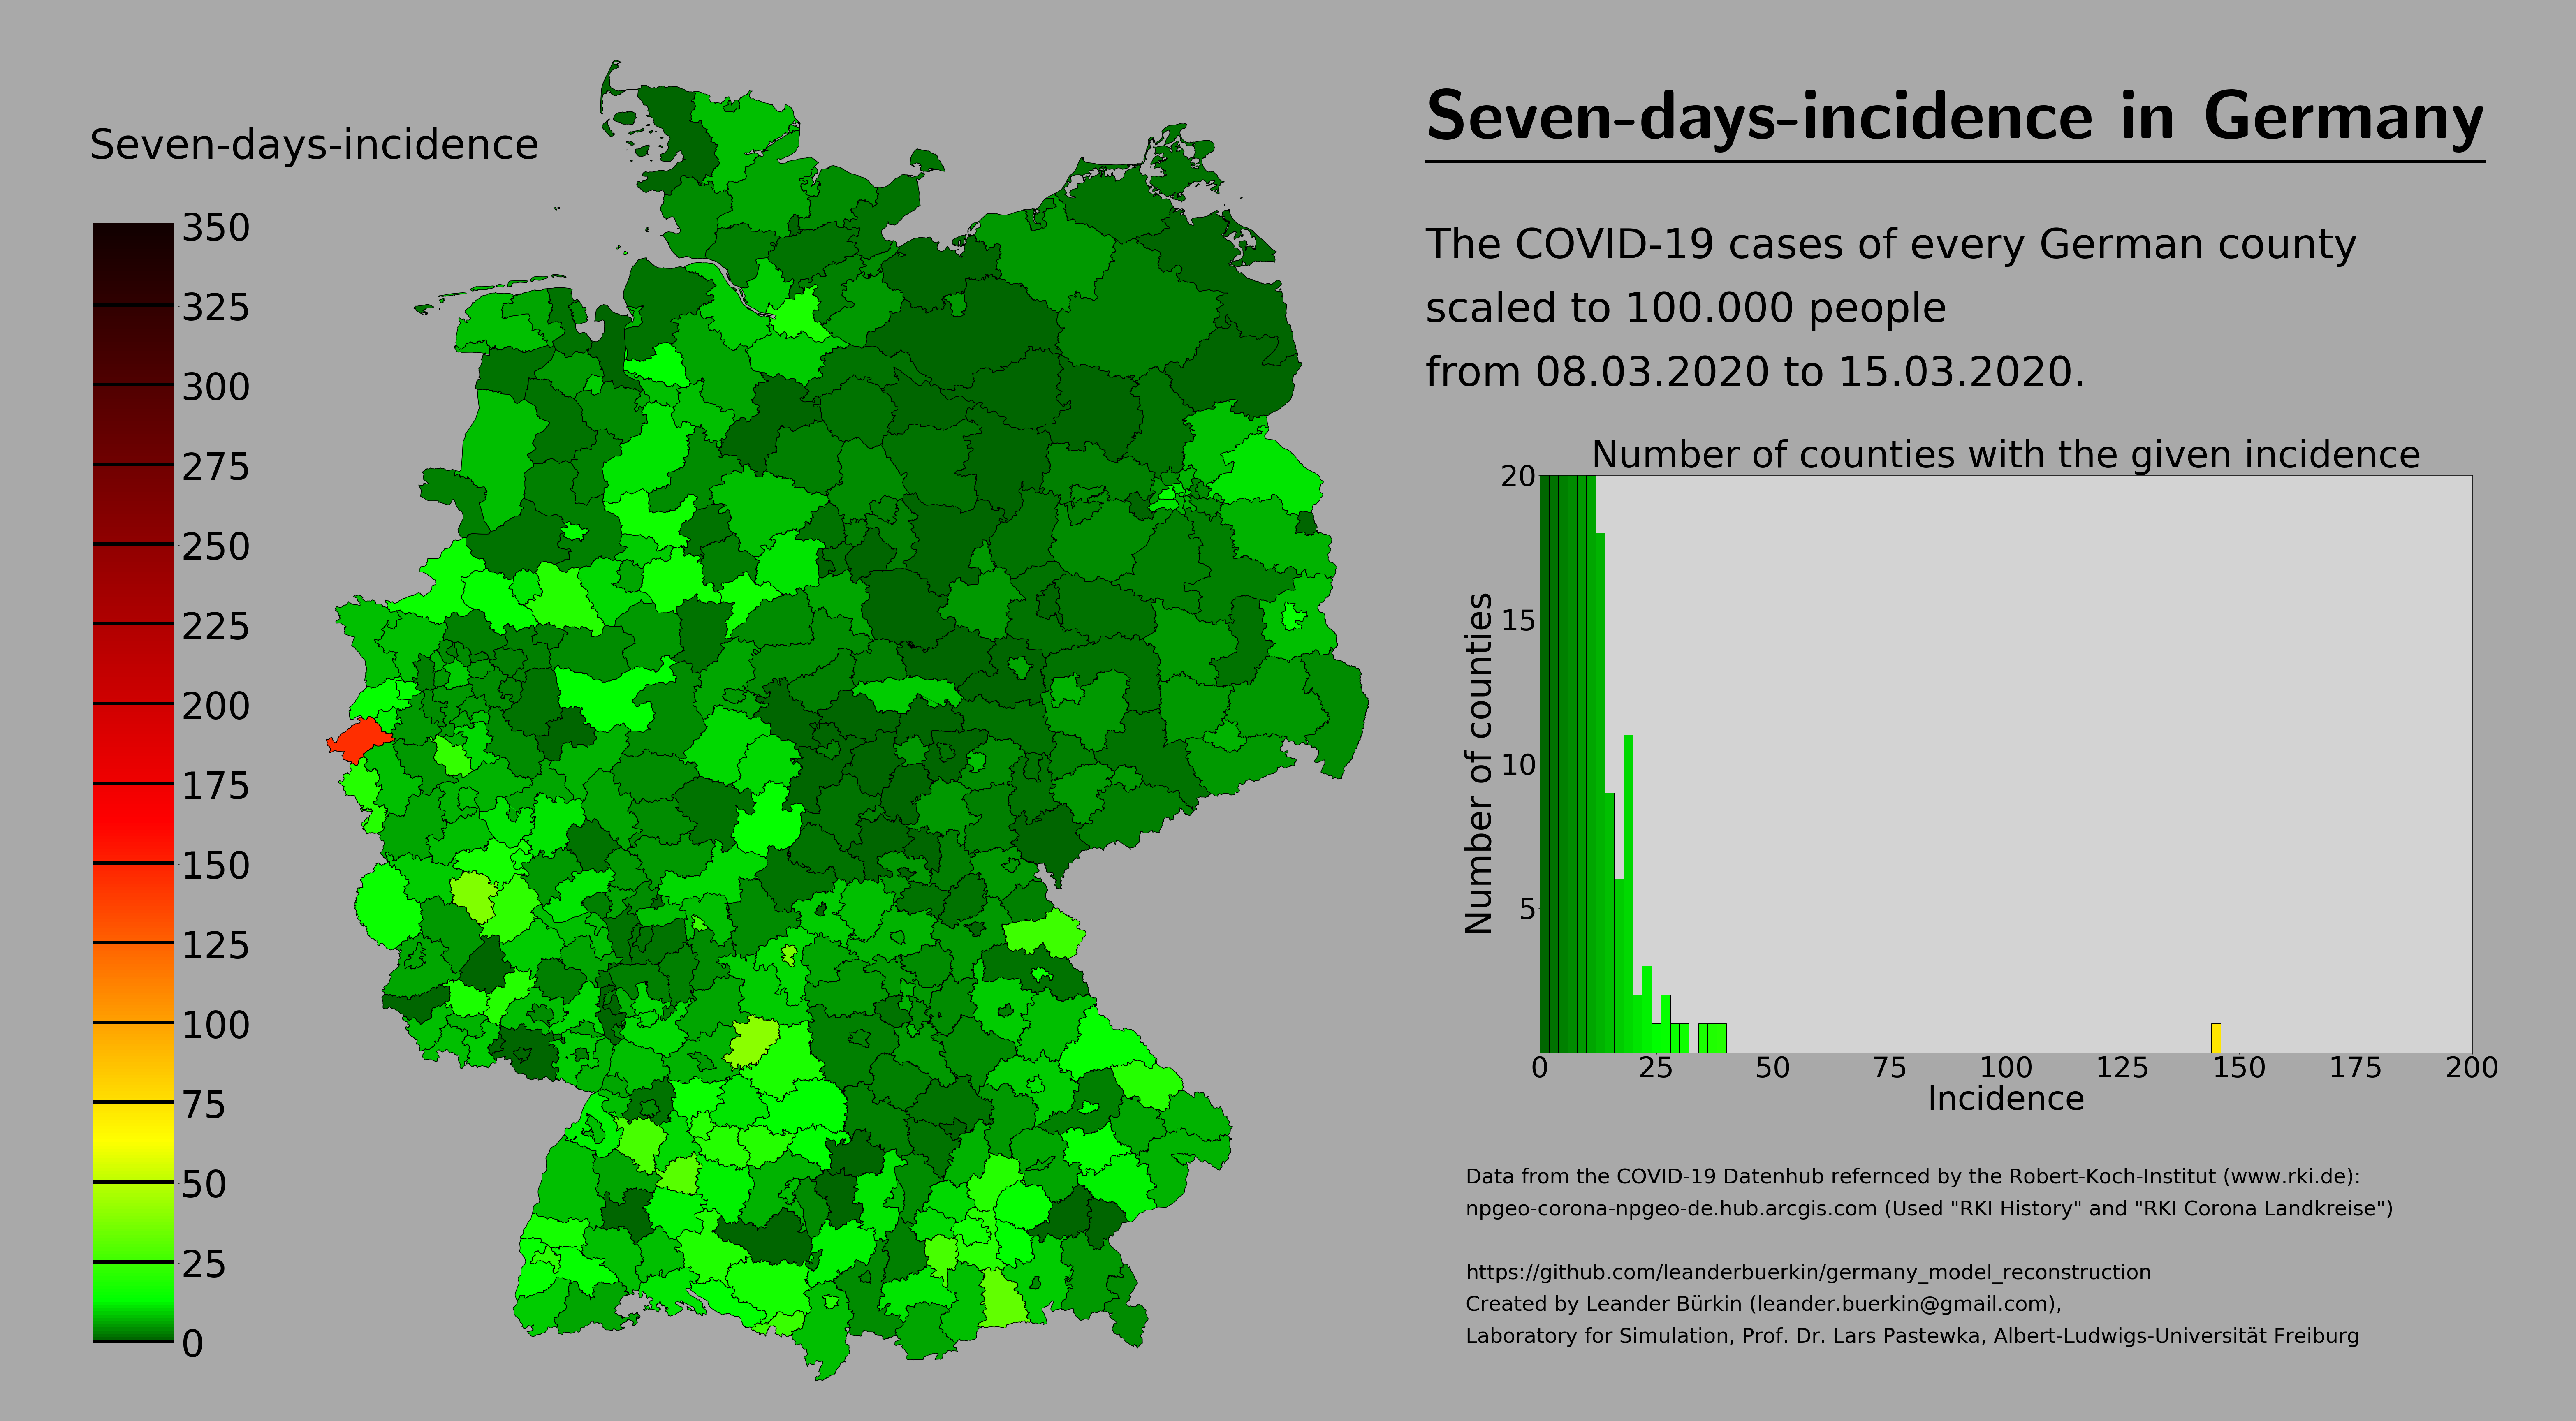 Seven-days-incidence
350
325
300
275
250
225
200
175
150
125
100
75
50
25
0
Seven-days-incidence in Germany
The COVID-19 cases of every German county
scaled to 100.000 people
from 08.03.2020 to 15.03.2020.
Number of counties with the given incidence
20
15
10
5
Number of counties
0 25 50 75 100 125 150 175 200
Incidence
Data from the COVID-19 Datenhub refernced by the Robert-Koch-Institut (www.rki.de):
npgeo-corona-npgeo-de.hub.arcgis.com (Used "RKI History" and "RKI Corona Landkreise")
https://github.com/leanderbuerkin/germany_model_reconstruction
Created by Leander Bürkin (leander.buerkin@gmail.com),
Laboratory for Simulation, Prof. Dr. Lars Pastewka, Albert-Ludwigs-Universität Freiburg